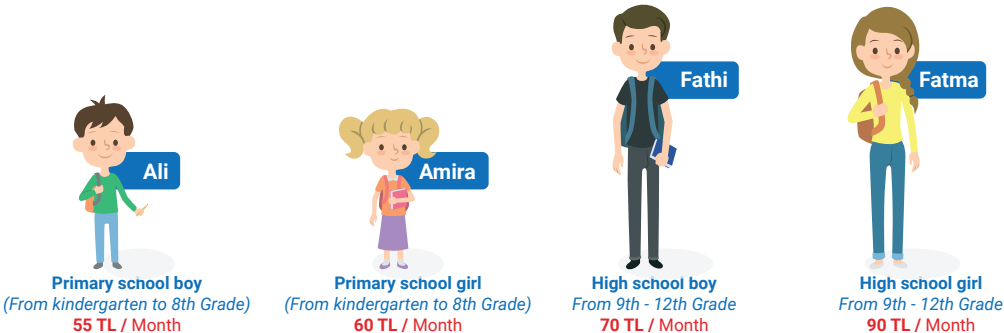 Ali
Primary school boy
(From kindergarten to 8th Grade)
55 TL / Month
Amira
Primary school girl
(From kindergarten to 8th Grade)
60 TL / Month
Fathi
High school boy
From 9th - 12th Grade
70 TL / Month
Fatma
High school girl
From 9th - 12th Grade
90 TL / Month